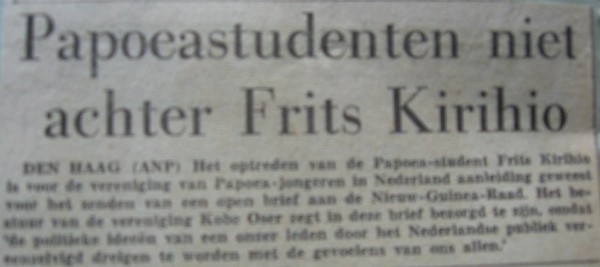 Papoeastudenten niet
achter Frits Kirihio
DEN HAAG (ANP) Het optreden van de Papoea-student Frits Kirihio
is voor de vereniging van Papoea-jongeren in Nederland aanleiding geweest
voor het zenden van een open brief aan de Nieuw-Guinea-Raad. Het be-
stuur van de vereniging Kobe Oser zegt in deze brief bezorgd te zijn, omdat
'de politieke ideeën van een onzer leden door het Nederlandse publiek ver-
eenzelvigd dreigen te worden met de gevoelens van ons allen.'